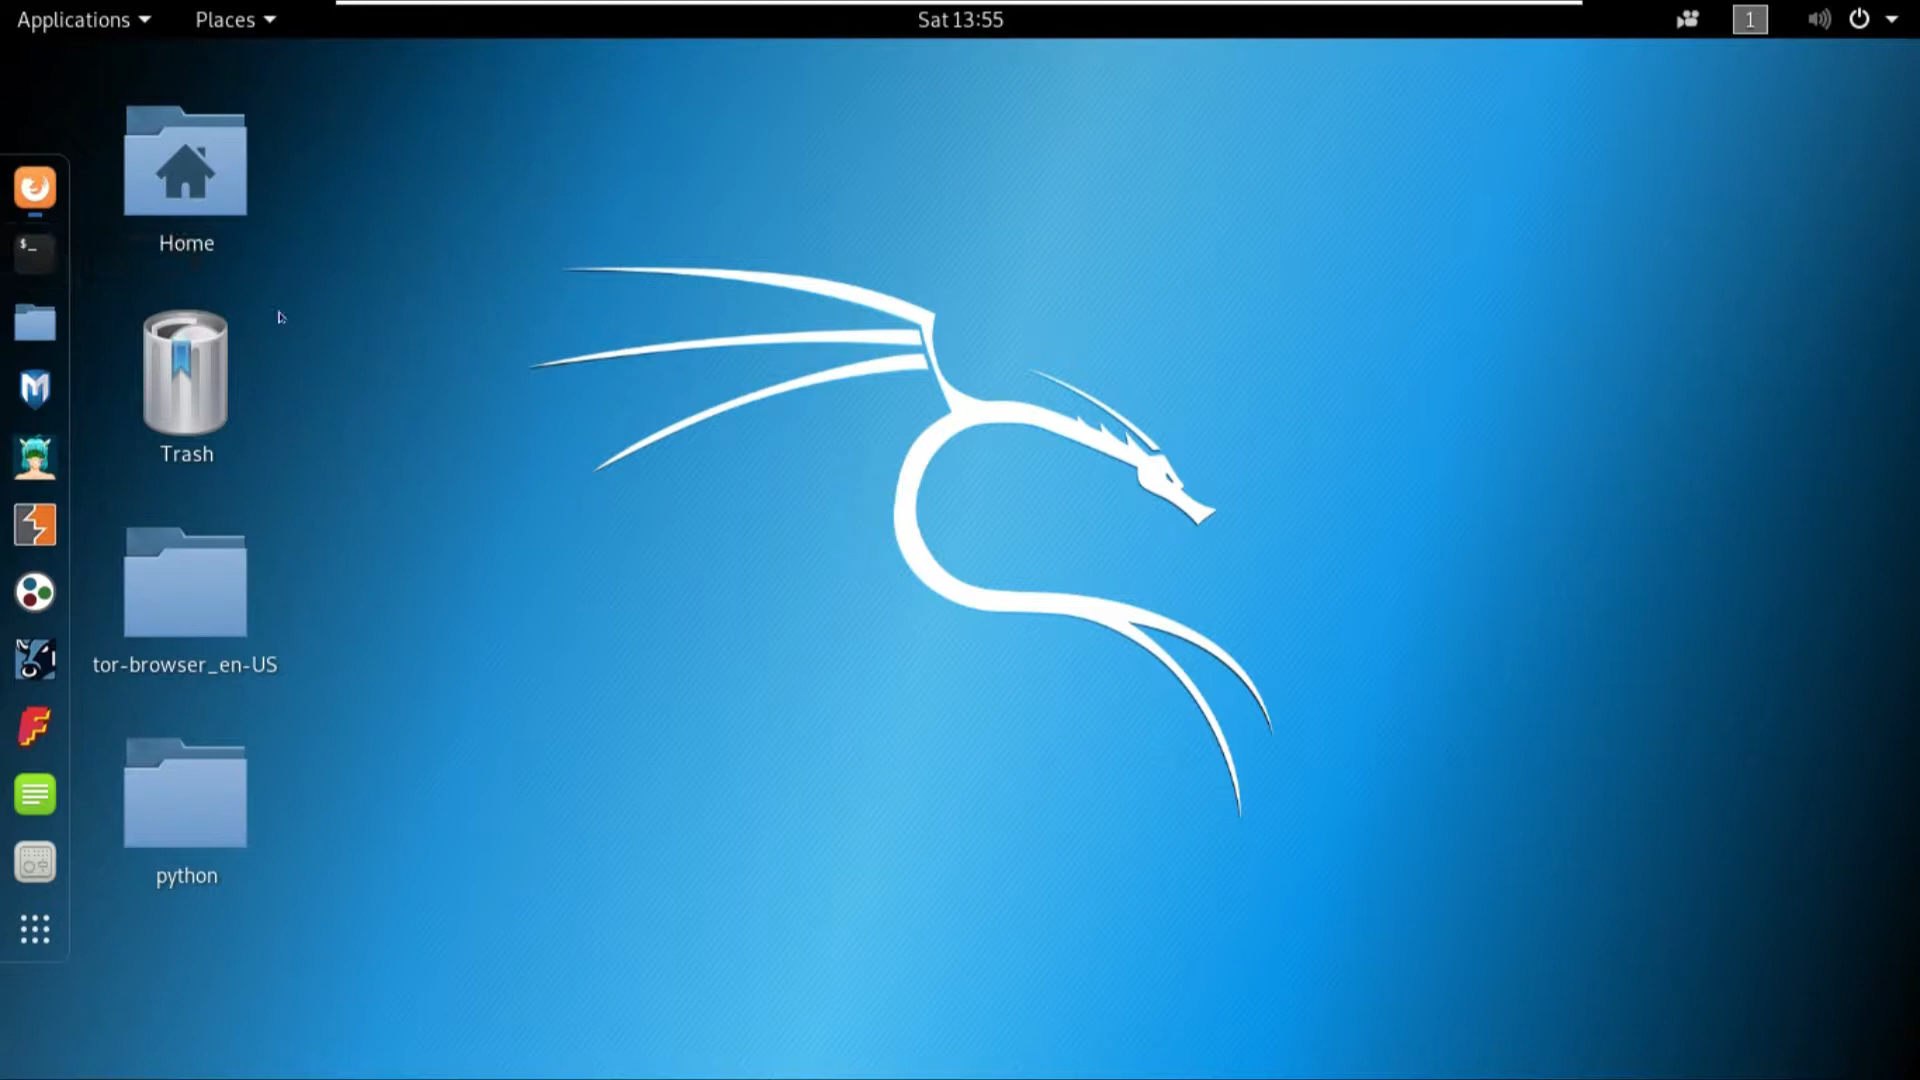 Applications Places Sat 13:55 1
Home
$_
Trash
tor-browser_en-US
python